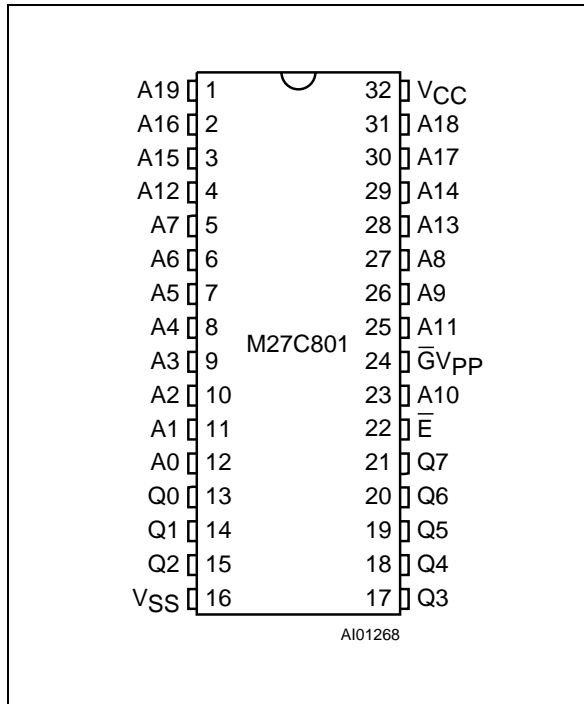 A19 1 32 VCC
A16 2 31 A18
A15 3 30 A17
A12 4 29 A14
A7 5 28 A13
A6 6 27 A8
A5 7 26 A9
A4 8 25 A11
M27C801
A3 9 24 G̅VPP
A2 10 23 A10
A1 11 22 E̅
A0 12 21 Q7
Q0 13 20 Q6
Q1 14 19 Q5
Q2 15 18 Q4
VSS 16 17 Q3
AI01268